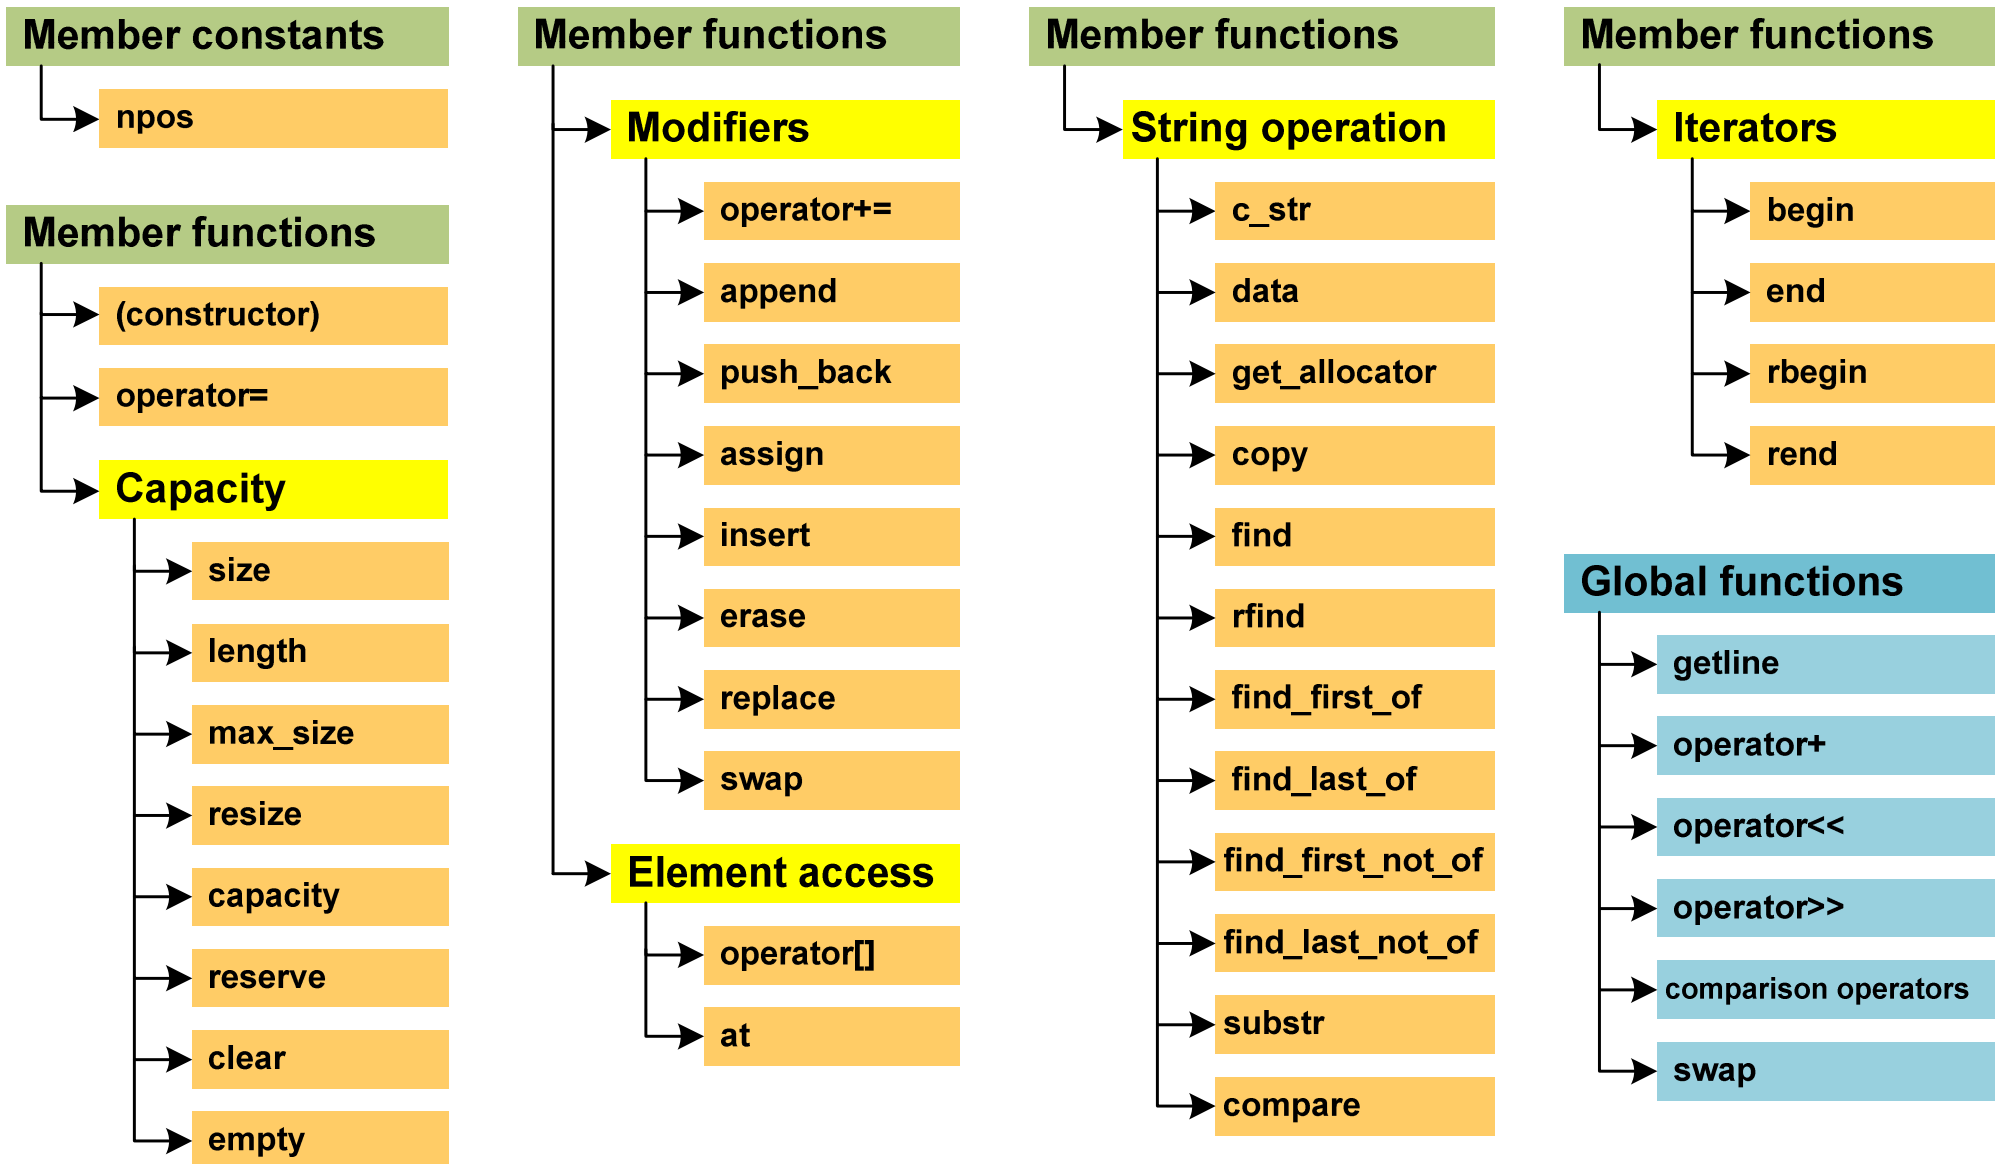 Member constants
npos
Member functions
(constructor)
operator=
Capacity
size
length
max_size
resize
capacity
reserve
clear
empty
Member functions
Modifiers
operator+=
append
push_back
assign
insert
erase
replace
swap
Element access
operator[]
at
Member functions
String operation
c_str
data
get_allocator
copy
find
rfind
find_first_of
find_last_of
find_first_not_of
find_last_not_of
substr
compare
Member functions
Iterators
begin
end
rbegin
rend
Global functions
getline
operator+
operator<<
operator>>
comparison operators
swap